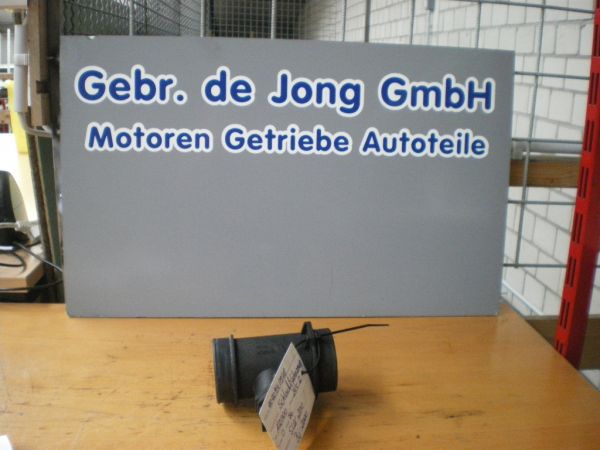 Gebr. de Jong GmbH
Motoren Getriebe Autoteile